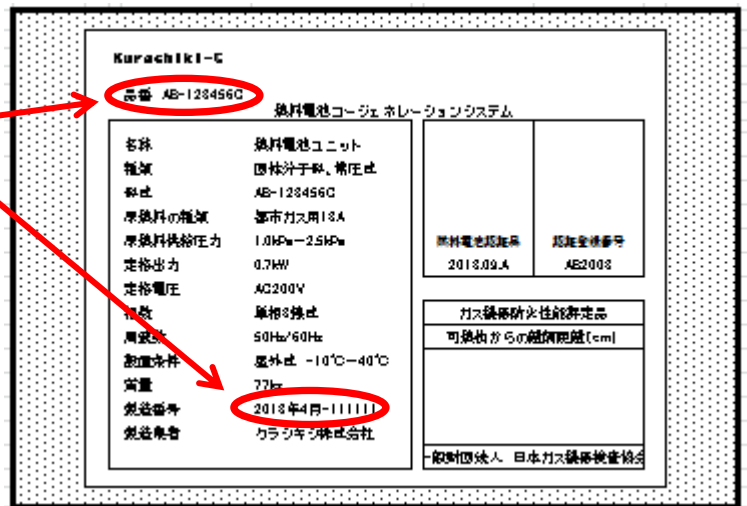 Kurachiki-C
品番 AB-123456C
燃料電池コージェネレーションシステム
名称 燃料電池ユニット
種類 固体分子形、常圧式
形式 AB-123456C
原燃料の種類 都市ガス用13A
原燃料供給圧力 1.0kPa-2.5kPa
定格出力 0.7kW
定格電圧 AC200V
相数 単相3線式
周波数 50Hz/60Hz
設置条件 屋外式 -10℃-40℃
質量 77kg
製造番号 2018年4月-111111
製造業者 クラシキシ株式会社
燃料電池認証品 認証登録番号
2018.09.A AB2008
ガス機器防火性能評定品
可燃物からの離隔距離[cm]
一般財団法人 日本ガス機器検査協会